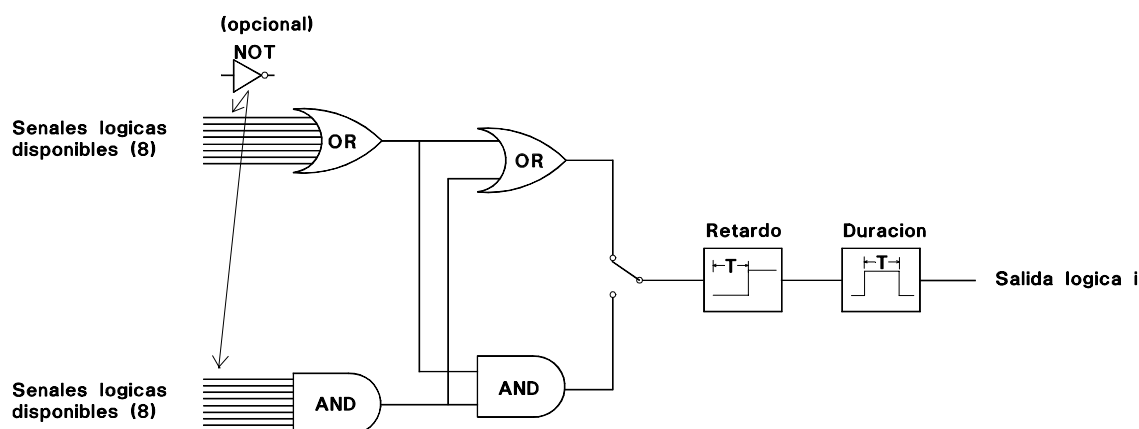 (opcional)
NOT
Senales logicas
disponibles (8)
OR
OR
Retardo
Duracion
T
T
Salida logica i
Senales logicas
disponibles (8)
AND
AND